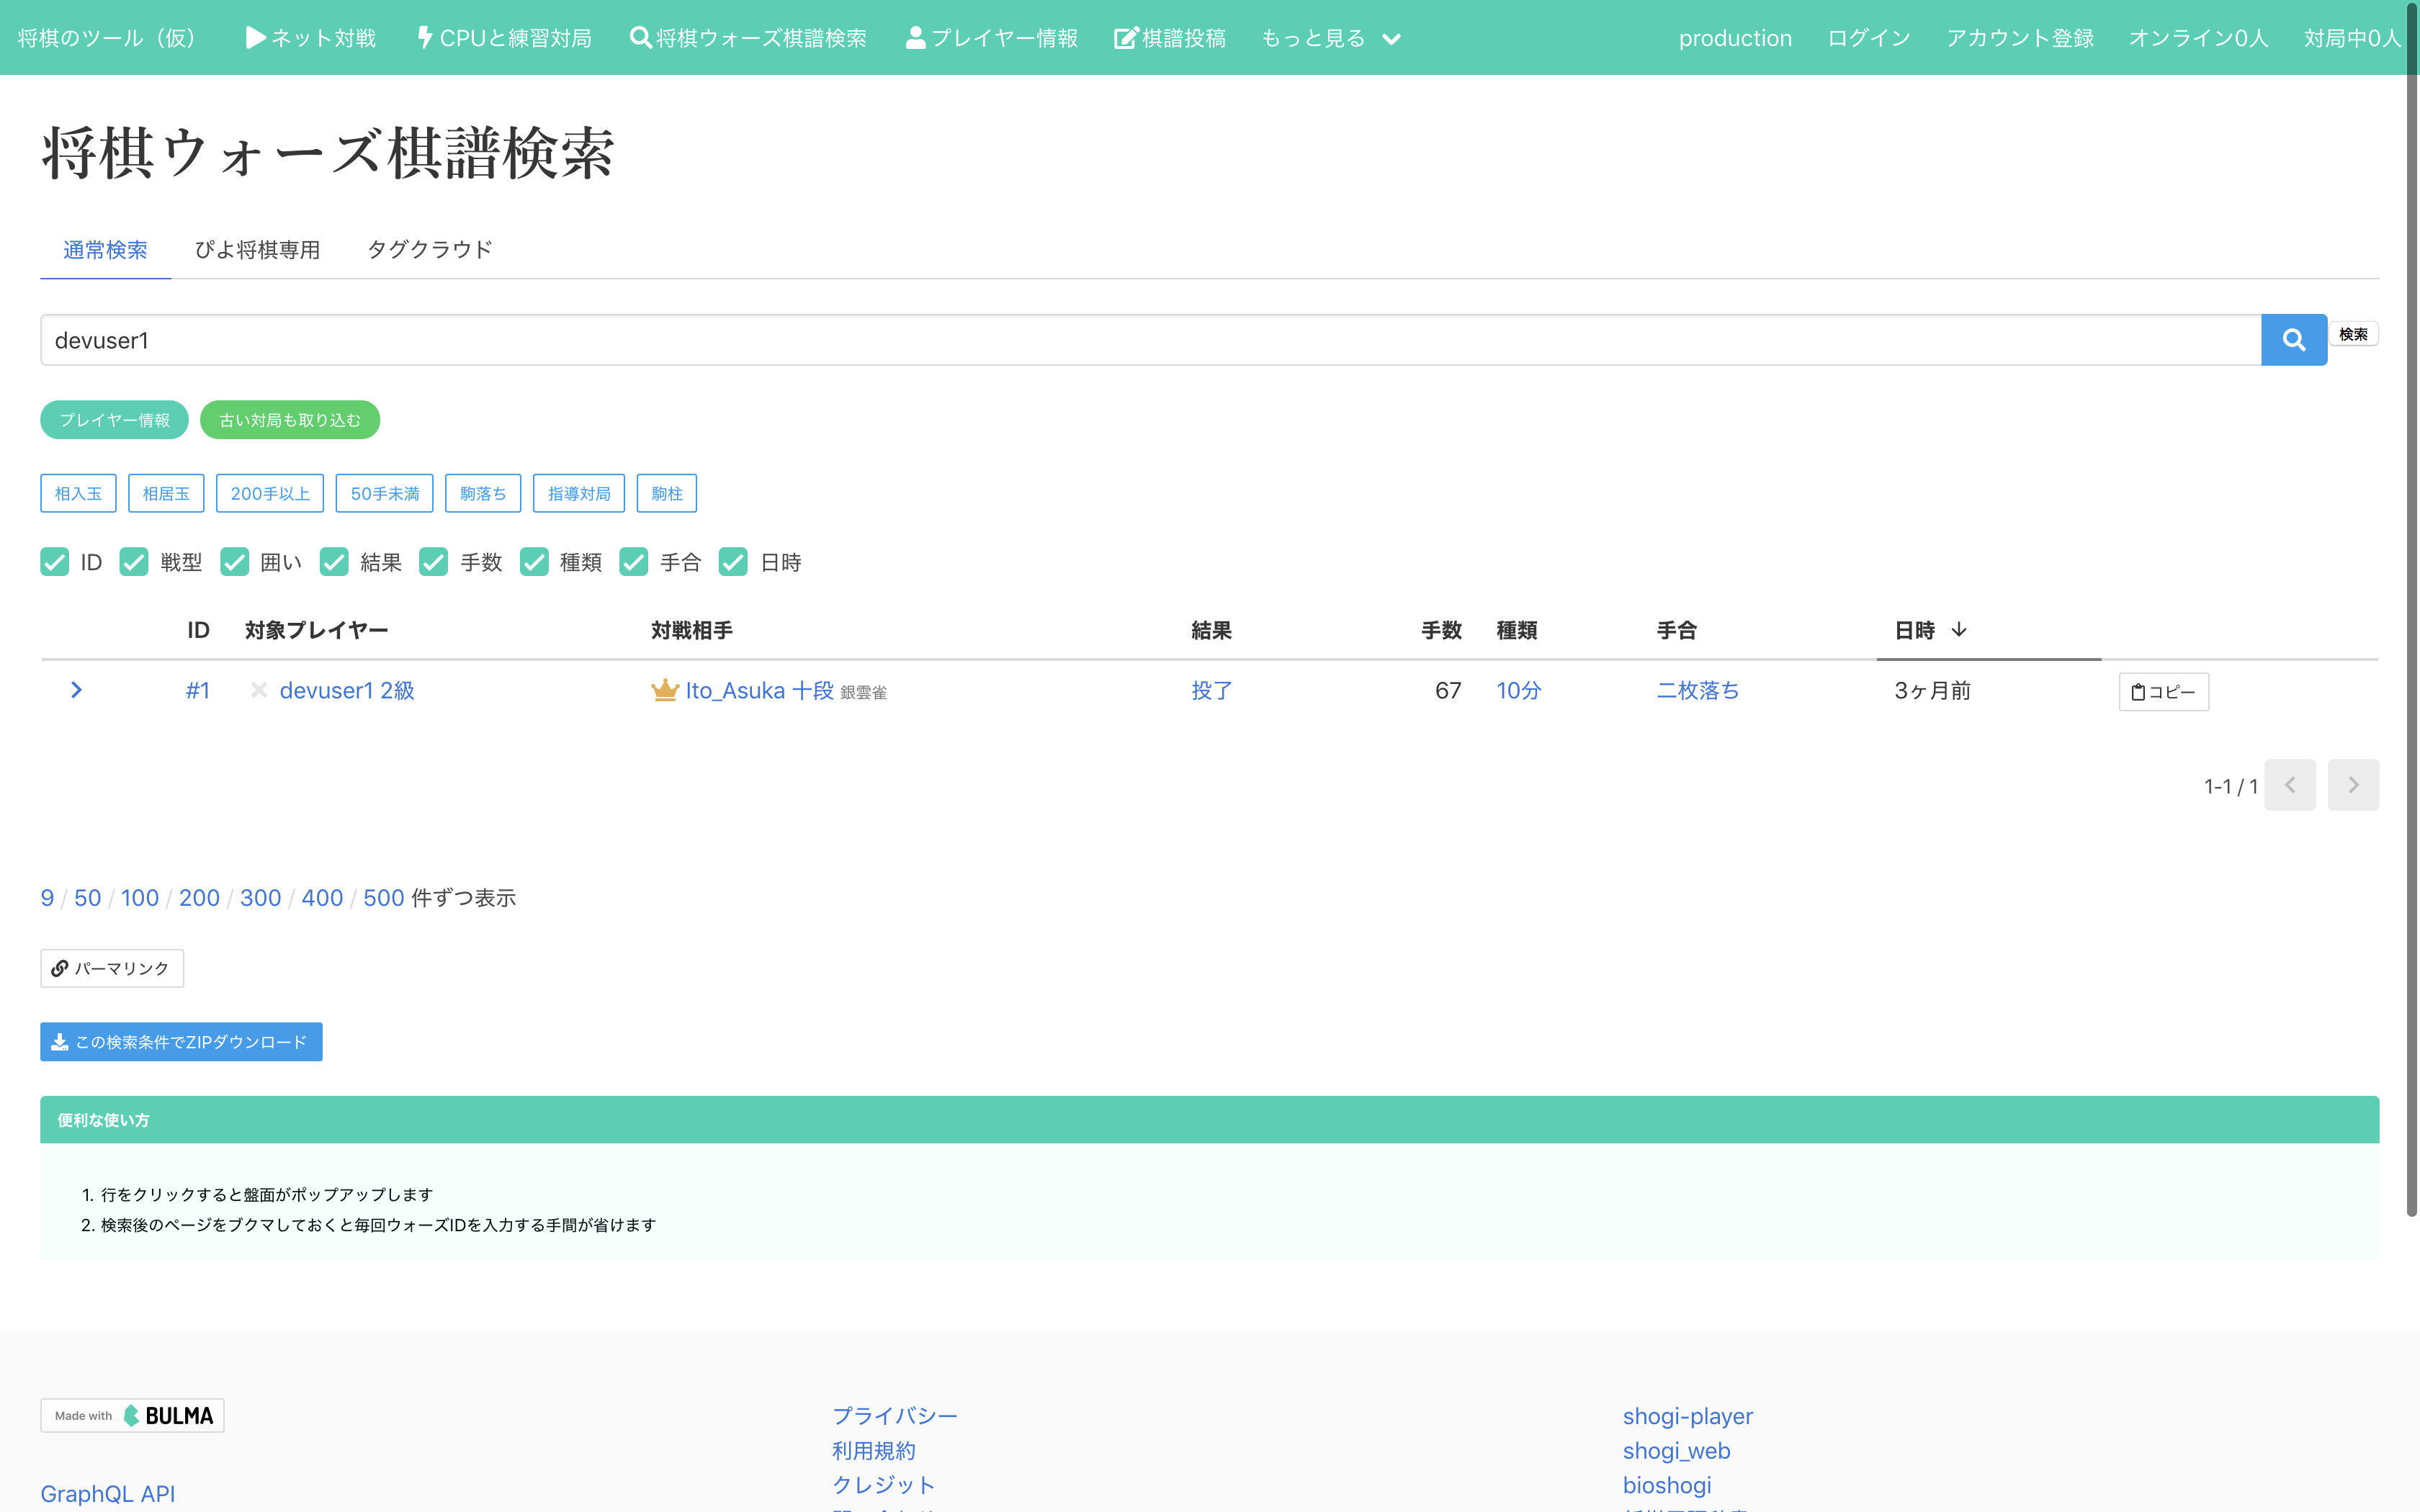 将棋のツール（仮） ネット対戦 CPUと練習対局 将棋ウォーズ棋譜検索 プレイヤー情報 棋譜投稿 もっと見る production ログイン アカウント登録 オンライン0人 対局中0人
将棋ウォーズ棋譜検索
通常検索 ぴよ将棋専用 タグクラウド
devuser1 検索
プレイヤー情報 古い対局も取り込む
相入玉 相居玉 200手以上 50手未満 駒落ち 指導対局 駒柱
ID 戦型 囲い 結果 手数 種類 手合 日時
ID 対象プレイヤー 対戦相手 結果 手数 種類 手合 日時
#1 devuser1 2級 Ito_Asuka 十段 銀雲雀 投了 67 10分 二枚落ち 3ヶ月前 コピー
1-1 / 1
9 / 50 / 100 / 200 / 300 / 400 / 500 件ずつ表示
パーマリンク
この検索条件でZIPダウンロード
便利な使い方
1. 行をクリックすると盤面がポップアップします
2. 検索後のページをブクマしておくと毎回ウォーズIDを入力する手間が省けます
Made with BULMA
GraphQL API
プライバシー
利用規約
クレジット
shogi-player
shogi_web
bioshogi